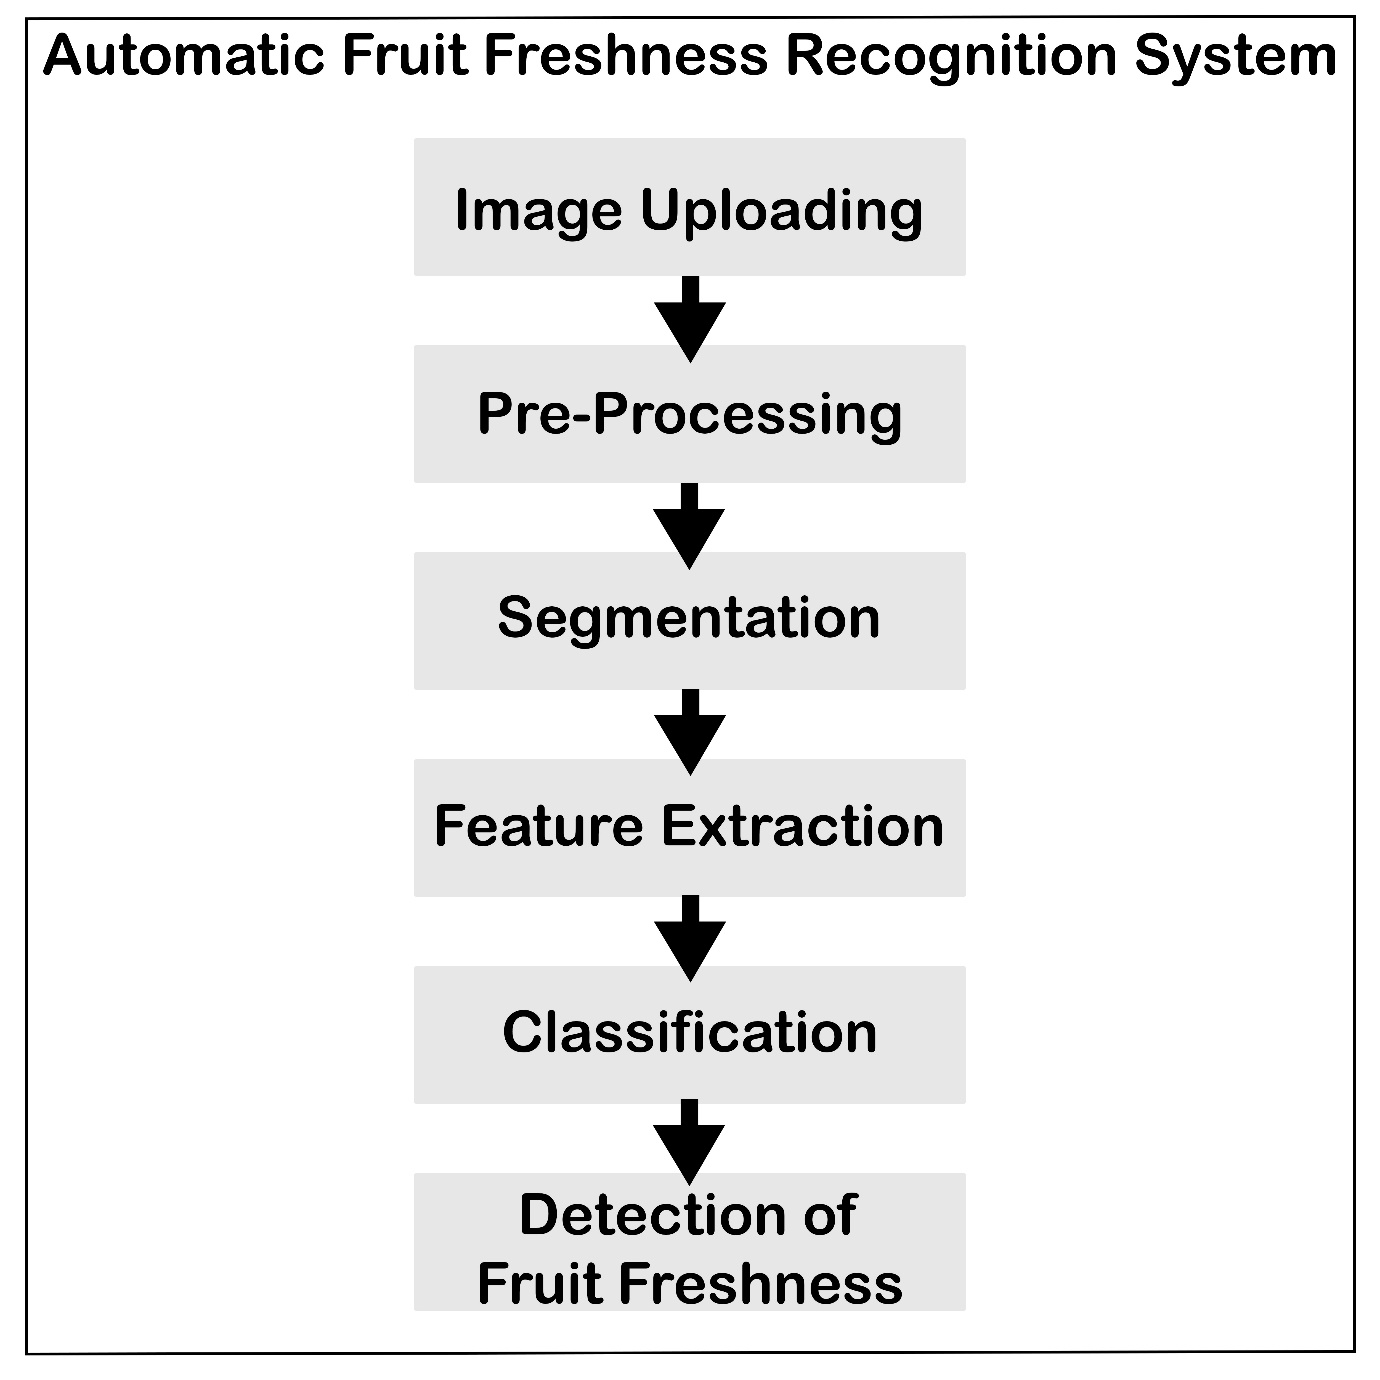 Automatic Fruit Freshness Recognition System
Image Uploading
Pre-Processing
Segmentation
Feature Extraction
Classification
Detection of
Fruit Freshness